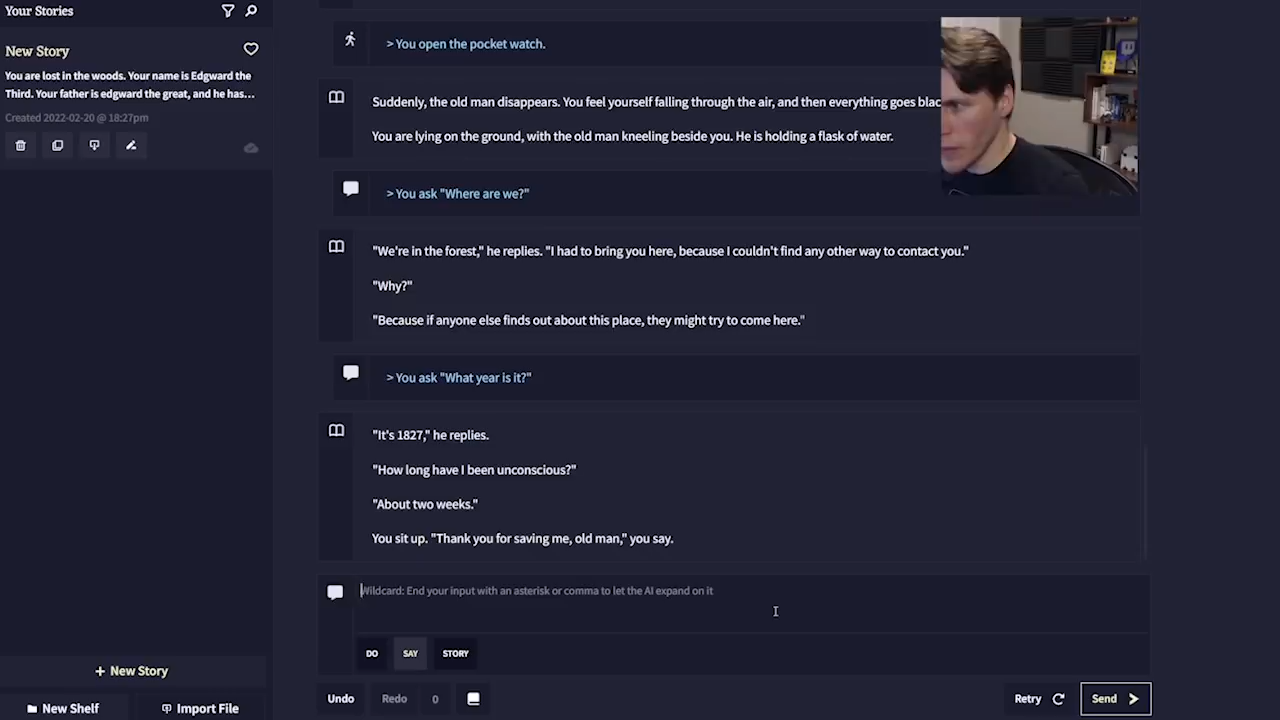 Your Stories
New Story
You are lost in the woods. Your name is Edgward the
Third. Your father is edgward the great, and he has...
Created 2022-02-20 @ 18:27pm
+ New Story
New Shelf
Import File
> You open the pocket watch.
Suddenly, the old man disappears. You feel yourself falling through the air, and then everything goes blac
You are lying on the ground, with the old man kneeling beside you. He is holding a flask of water.
> You ask "Where are we?"
"We're in the forest," he replies. "I had to bring you here, because I couldn't find any other way to contact you."
"Why?"
"Because if anyone else finds out about this place, they might try to come here."
> You ask "What year is it?"
"It's 1827," he replies.
"How long have I been unconscious?"
"About two weeks."
You sit up. "Thank you for saving me, old man," you say.
Wildcard: End your input with an asterisk or comma to let the AI expand on it
DO SAY STORY
Undo Redo 0 Retry Send